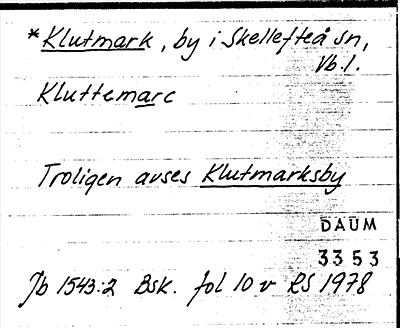 *Klutmark, by i Skellefteå sn,
Vb.l.
Kluttemarc
Troligen avses Klutmarksby
DAUM
3353
Jb 1543:2 Bsk. fol 10 v RS 1978